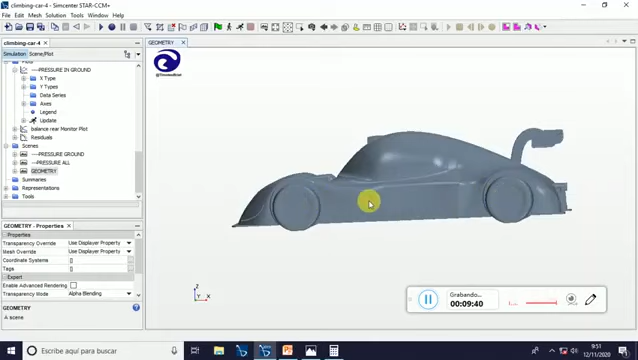 climbing-car-4 - Simcenter STAR-CCM+
File Edit Mesh Solution Tools Window Help
climbing-car-4
Simulation Scene/Plot
Plots
----PRESSURE IN GROUND
X Type
Y Types
Data Series
Axes
Legend
Update
balance rear Monitor Plot
Residuals
Scenes
----PRESSURE GROUND
----PRESSURE ALL
GEOMETRY
Summaries
Representations
Tools
GEOMETRY - Properties
Properties
Transparency Override Use Displayer Property
Mesh Override Use Displayer Property
Coordinate Systems []
Tags []
Expert
Enable Advanced Rendering
Transparency Mode Alpha Blending
GEOMETRY
A scene.
GEOMETRY
Z
Y X
Grabando...
00:09:40
Escribe aquí para buscar
9:51
12/11/2020